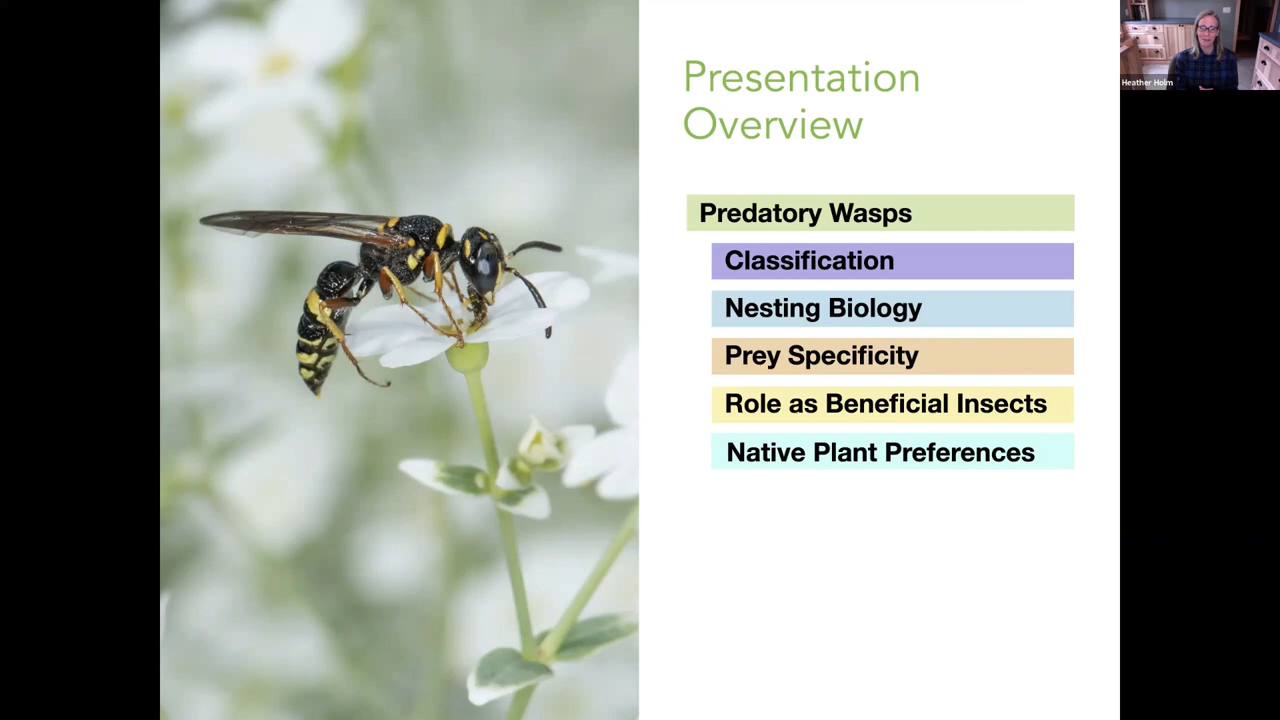 Presentation
Overview
Predatory Wasps
Classification
Nesting Biology
Prey Specificity
Role as Beneficial Insects
Native Plant Preferences
Heather Holm